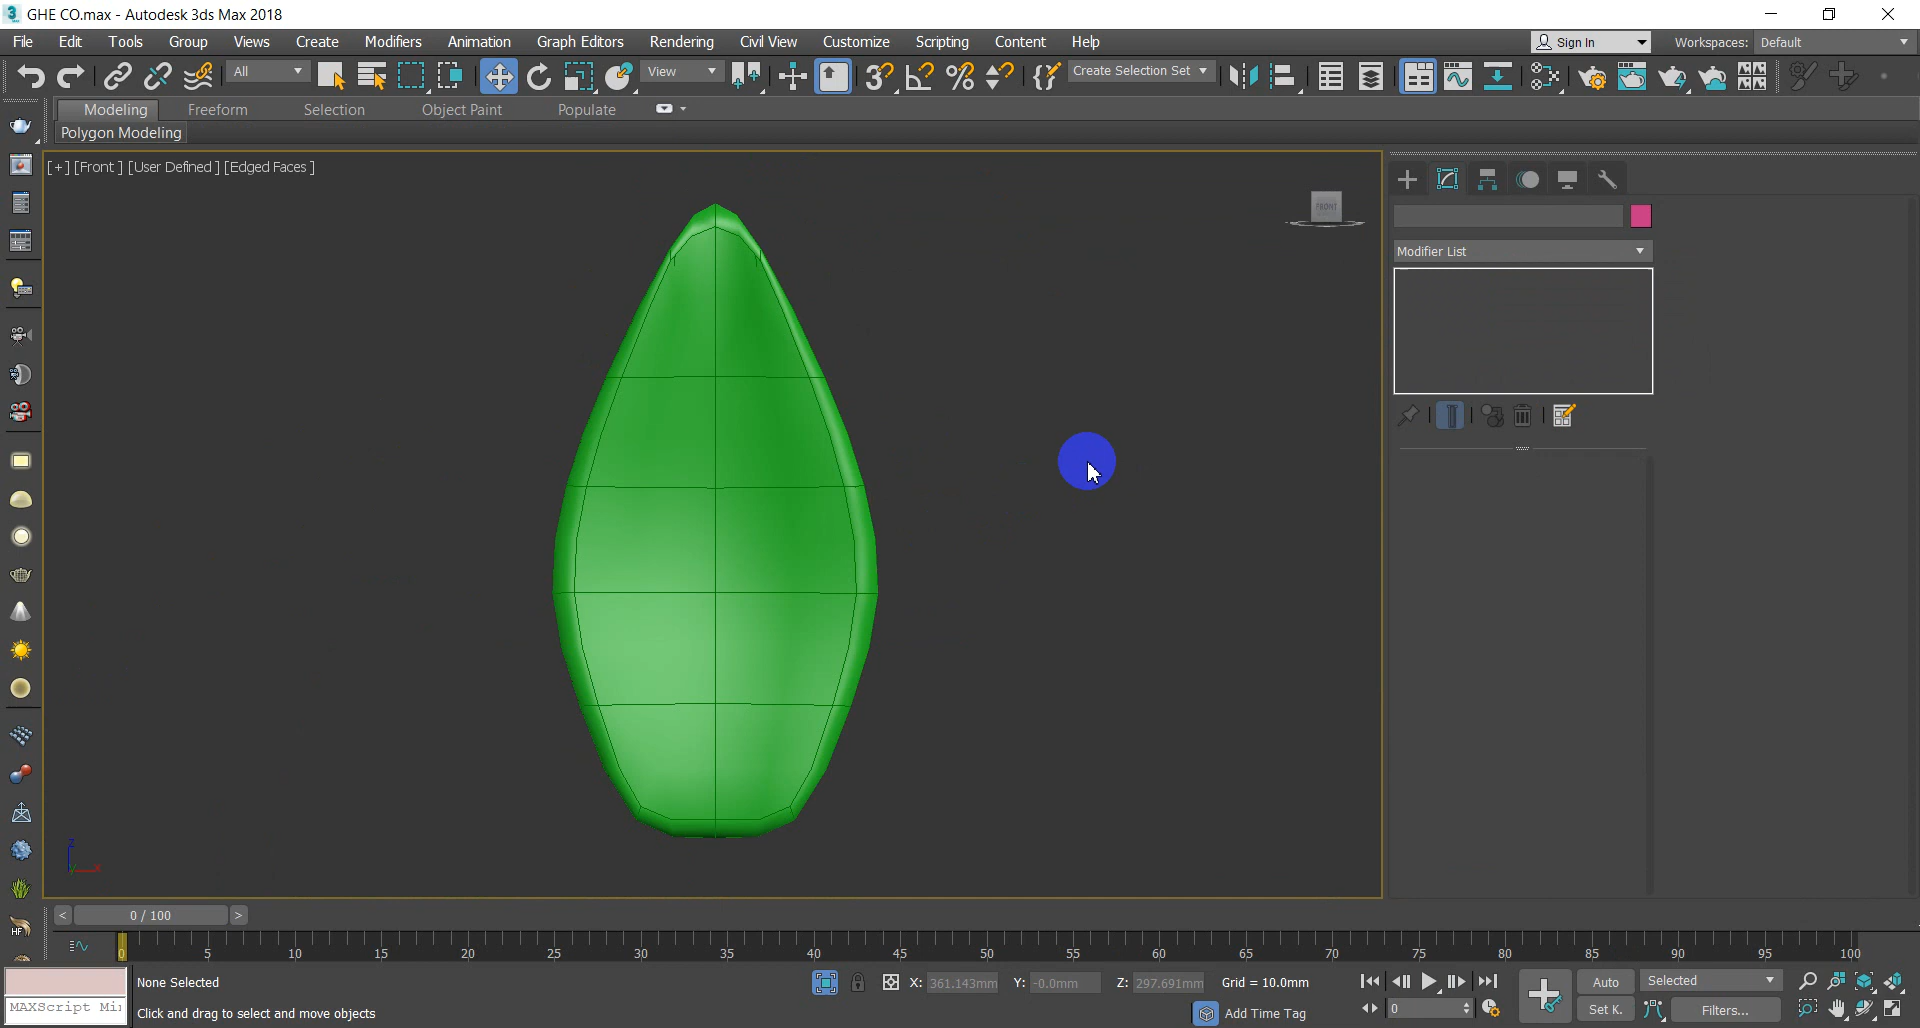 GHE CO.max - Autodesk 3ds Max 2018
File Edit Tools Group Views Create Modifiers Animation Graph Editors Rendering Civil View Customize Scripting Content Help
Sign In
Workspaces: Default
All
View
3
Create Selection Set
Modeling Freeform Selection Object Paint Populate
Polygon Modeling
[+] [Front ] [User Defined ] [Edged Faces ]
FRONT
Modifier List
z
x
HF
< 0 / 100 >
0 5 10 15 20 25 30 35 40 45 50 55 60 65 70 75 80 85 90 95 100
None Selected
X: 361.143mm Y: -0.0mm Z: 297.691mm Grid = 10.0mm
Auto Selected
MAXScript Mi
Click and drag to select and move objects
Add Time Tag
0
Set K. Filters...